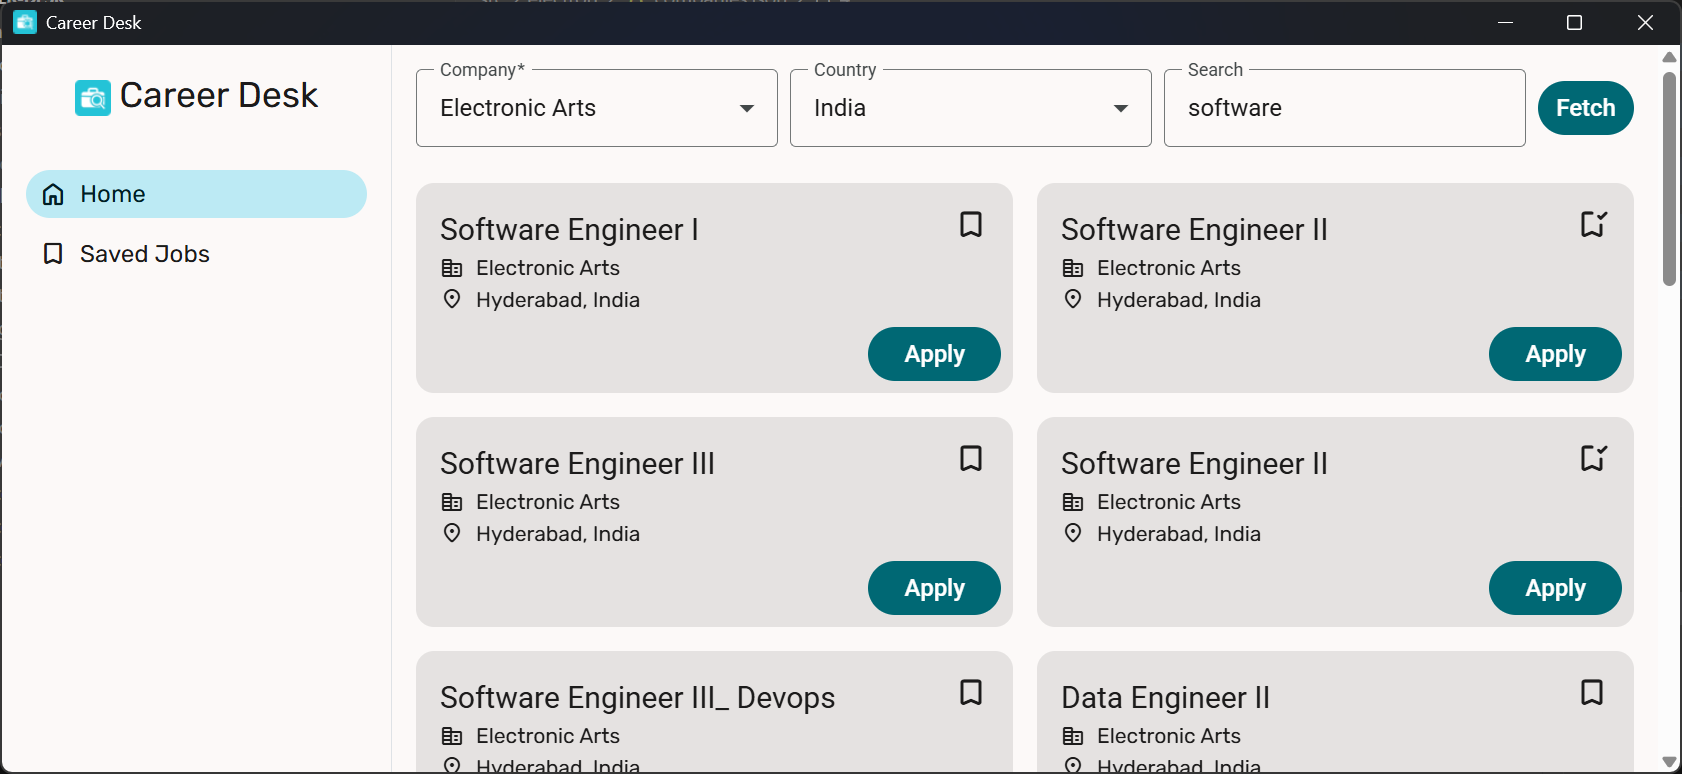 Career Desk
Career Desk
Home
Saved Jobs
Company*
Electronic Arts
Country
India
Search
software
Fetch
Software Engineer I
Electronic Arts
Hyderabad, India
Apply
Software Engineer II
Electronic Arts
Hyderabad, India
Apply
Software Engineer III
Electronic Arts
Hyderabad, India
Apply
Software Engineer II
Electronic Arts
Hyderabad, India
Apply
Software Engineer III_ Devops
Electronic Arts
Hyderabad, India
Data Engineer II
Electronic Arts
Hyderabad, India